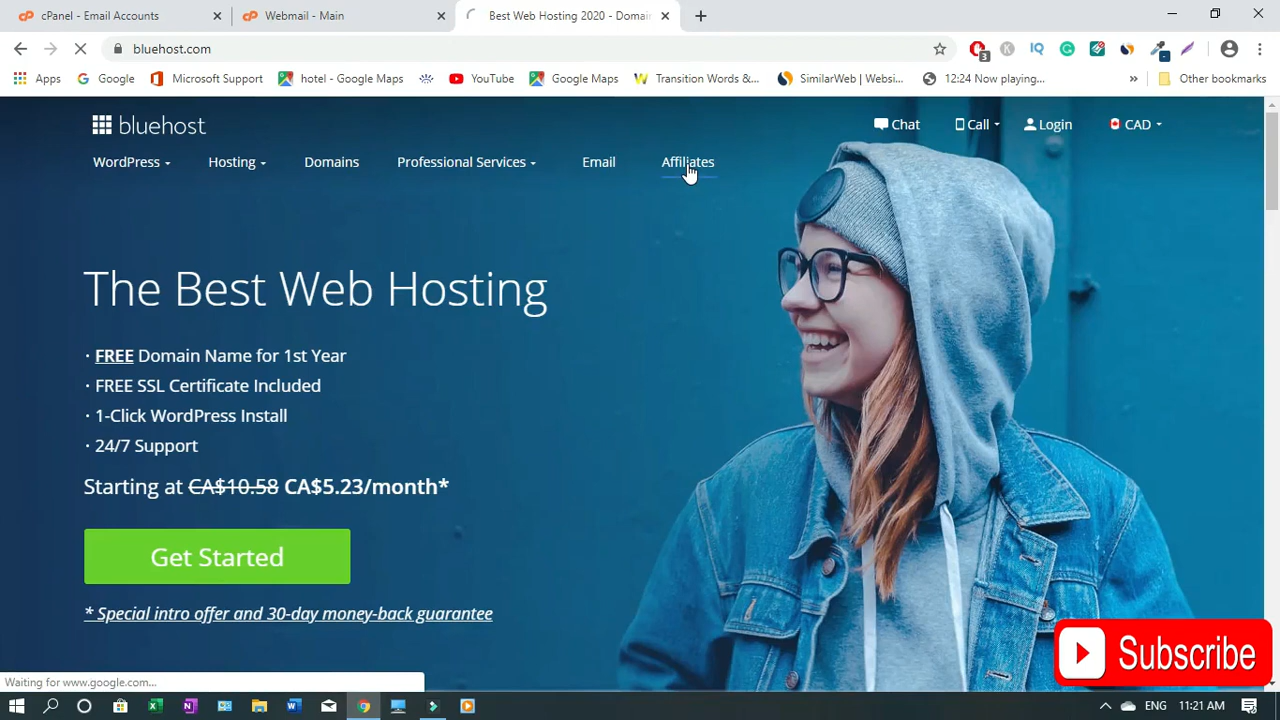 cPanel - Email Accounts
Webmail - Main
Best Web Hosting 2020 - Domai
bluehost.com
3
IQ
Apps
Google
Microsoft Support
hotel - Google Maps
YouTube
Google Maps
Transition Words &...
SimilarWeb | Websi...
12:24 Now playing...
»
Other bookmarks
bluehost
Chat
Call
Login
CAD
WordPress
Hosting
Domains
Professional Services
Email
Affiliates
The Best Web Hosting
· FREE Domain Name for 1st Year
· FREE SSL Certificate Included
· 1-Click WordPress Install
· 24/7 Support
Starting at CA$10.58 CA$5.23/month*
Get Started
* Special intro offer and 30-day money-back guarantee
Subscribe
Waiting for www.google.com...
ENG
11:21 AM